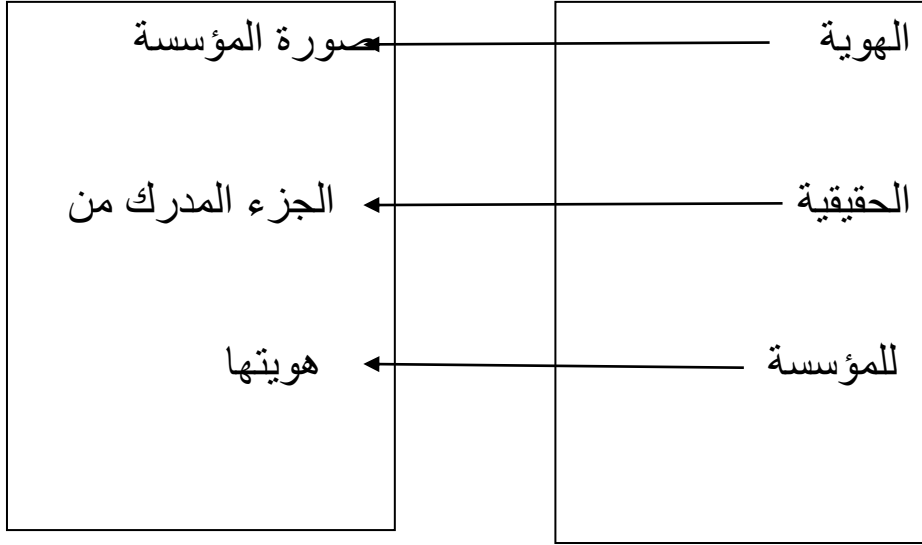 الهوية
الحقيقية
للمؤسسة
صورة المؤسسة
الجزء المدرك من
هويتها